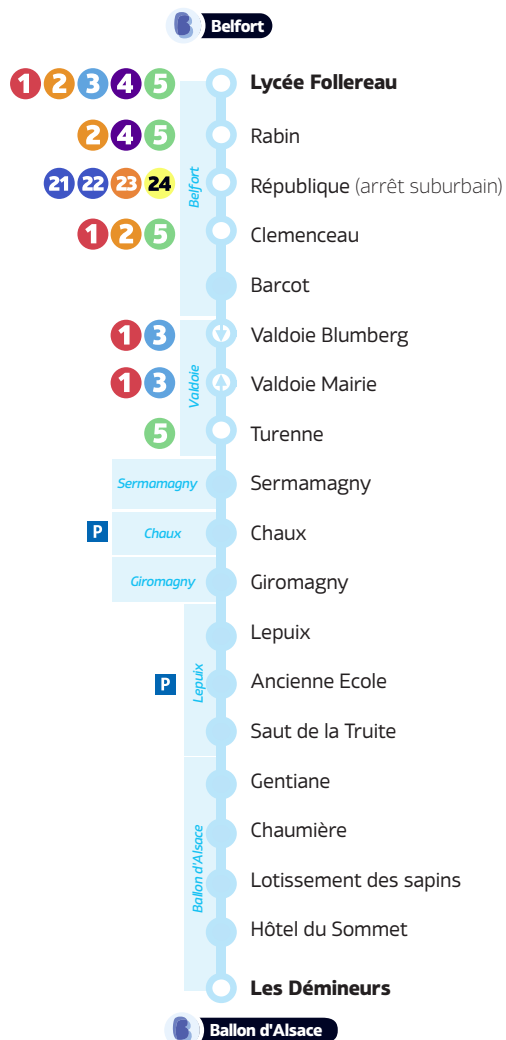 Belfort
1 2 3 4 5 Lycée Follereau
2 4 5 Rabin
21 22 23 24 République (arrêt suburbain)
Belfort
1 2 5 Clemenceau
Barcot
1 3 Valdoie Blumberg
Valdoie
1 3 Valdoie Mairie
5 Turenne
Sermamagny Sermamagny
P Chaux Chaux
Giromagny Giromagny
Lepuix
Lepuix
P Ancienne Ecole
Saut de la Truite
Gentiane
Chaumière
Ballon d'Alsace
Lotissement des sapins
Hôtel du Sommet
Les Démineurs
Ballon d'Alsace